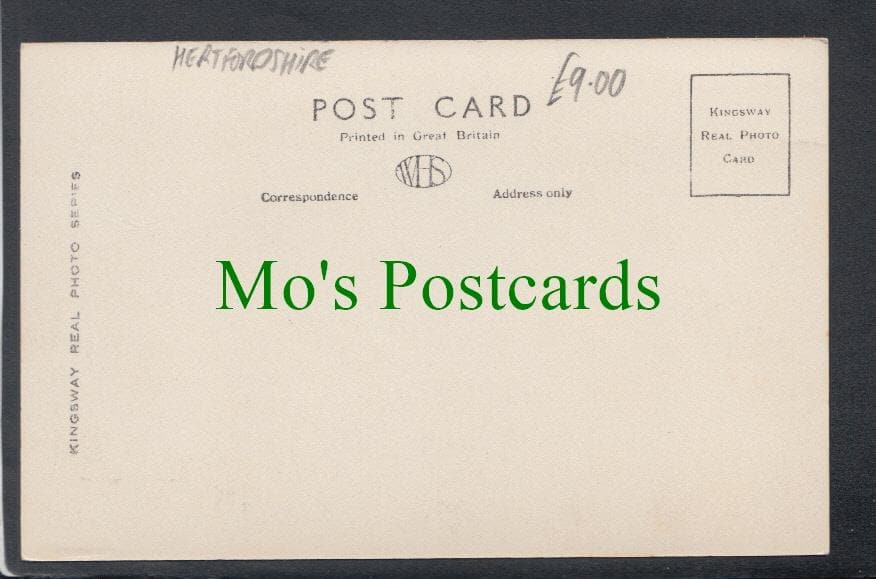 HERTFORDSHIRE
£9.00
POST CARD
Printed in Great Britain
WHS
Correspondence
Address only
KINGSWAY
REAL PHOTO
CARD
KINGSWAY REAL PHOTO SERIES
Mo's Postcards